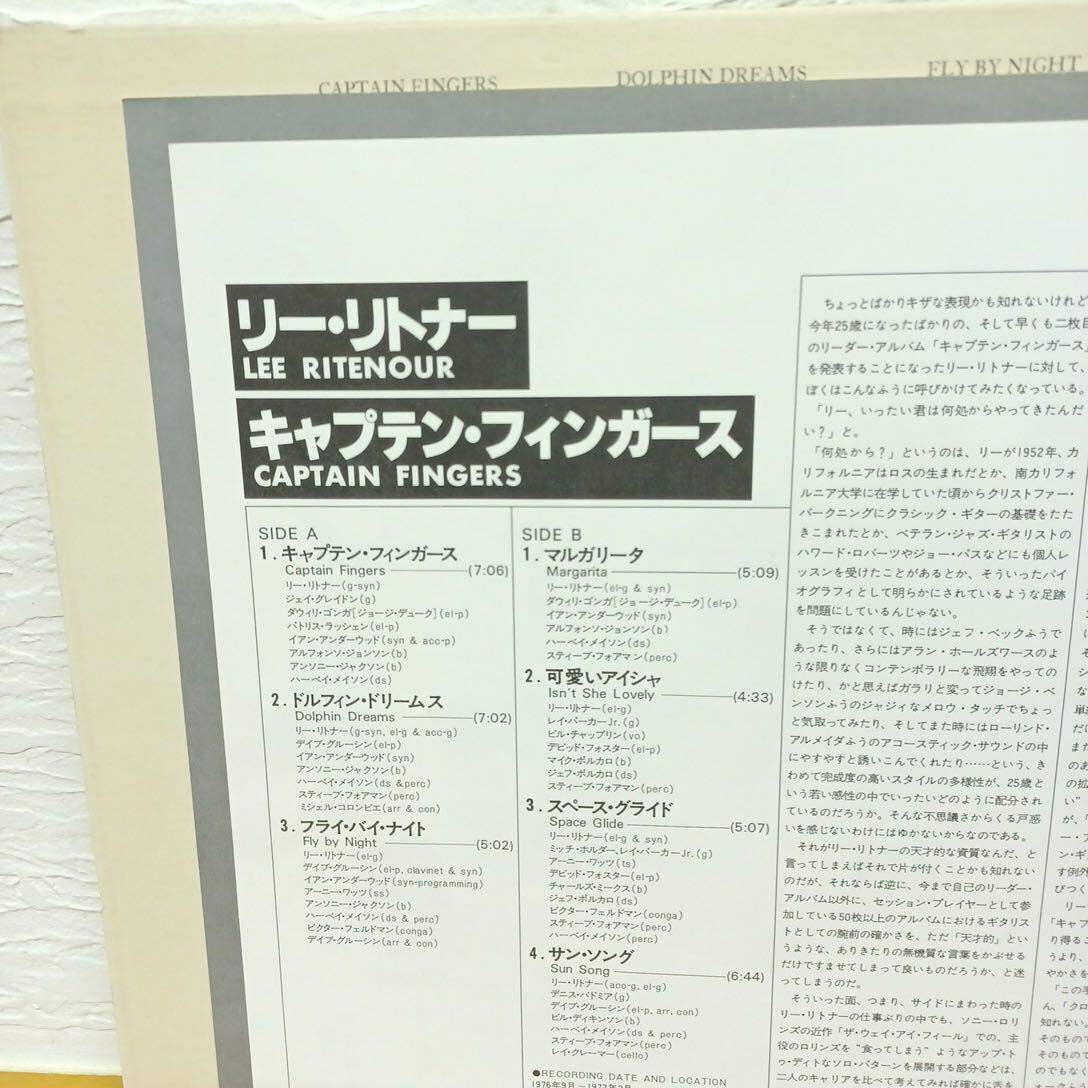 CAPTAIN FINGERS
DOLPHIN DREAMS
FLY BY NIGHT
リー・リトナー
LEE RITENOUR
キャプテン・フィンガース
CAPTAIN FINGERS
SIDE A
1. キャプテン・フィンガース
Captain Fingers (7:06)
リー・リトナー(g-syn)
ジェイ・グレイドン(g)
ダウィリ・ゴンガ[ジョージ・デューク](el-p)
パトリス・ラッシェン(el-p)
イアン・アンダーウッド(syn & acc-p)
アルフォンソ・ジョンソン(b)
アンソニー・ジャクソン(b)
ハーベイ・メイソン(ds)
2. ドルフィン・ドリームス
Dolphin Dreams (7:02)
リー・リトナー(g-syn, el-g & acc-g)
デイブ・グルーシン(el-p)
イアン・アンダーウッド(syn)
アンソニー・ジャクソン(b)
ハーベイ・メイソン(ds & perc)
スティーブ・フォアマン(perc)
ミシェル・コロンビエ(arr & con)
3. フライ・バイ・ナイト
Fly by Night (5:02)
リー・リトナー(el-g)
デイブ・グルーシン(el-p, clavinet & syn)
イアン・アンダーウッド(syn-programming)
アーニー・ワッツ(ss)
アンソニー・ジャクソン(b)
ハーベイ・メイソン(ds & perc)
ビクター・フェルドマン(conga)
デイブ・グルーシン(arr & con)
SIDE B
1. マルガリータ
Margarita (5:09)
リー・リトナー(el-g & syn)
ダウィリ・ゴンガ[ジョージ・デューク](el-p)
イアン・アンダーウッド(syn)
アルフォンソ・ジョンソン(b)
ハーベイ・メイソン(ds)
スティーブ・フォアマン(perc)
2. 可愛いアイシャ
Isn't She Lovely (4:33)
リー・リトナー(el-g)
レイ・パーカーJr.(g)
ビル・チャップリン(vo)
デビッド・フォスター(el-p)
マイク・ポルカロ(b)
ジェフ・ポルカロ(ds)
スティーブ・フォアマン(perc)
3. スペース・グライド
Space Glide (5:07)
リー・リトナー(el-g & syn)
ミッチ・ホルダー、レイ・パーカーJr.(g)
アーニー・ワッツ(ts)
デビッド・フォスター(el-p)
チャールズ・ミークス(b)
ジェフ・ポルカロ(ds)
ビクター・フェルドマン(conga)
スティーブ・フォアマン(perc)
ハーベイ・メイソン(perc)
4. サン・ソング
Sun Song (6:44)
リー・リトナー(acc-g, el-g)
デニス・バドミア(g)
デイブ・グルーシン(el-p, arr, con)
ビル・ディキンソン(b)
ハーベイ・メイソン(ds & perc)
スティーブ・フォアマン(perc)
レイ・クレーマー(cello)
●RECORDING DATE AND LOCATION
1976年9月〜1977年2月
ちょっとばかりキザな表現かも知れないけれど
今年25歳になったばかりの、そして早くも二枚目
のリーダー・アルバム「キャプテン・フィンガース」
を発表することになったリー・リトナーに対して、
ぼくはこんなふうに呼びかけてみたくなっている。
「リー、いったい君は何処からやってきたんだ
い？」と。
「何処から？」というのは、リーが1952年、カ
リフォルニアはロスの生まれだとか、南カリフォ
ルニア大学に在学していた頃からクリストファー・
パークニングにクラシック・ギターの基礎をたた
きこまれたとか、ベテラン・ジャズ・ギタリストの
ハワード・ロバーツやジョー・パスなどにも個人レ
ッスンを受けたことがあるとか、そういったバイ
オグラフィとして明らかにされているような足跡
を問題にしているんじゃない。
そうではなくて、時にはジェフ・ベックふうで
あったり、さらにはアラン・ホールズワースのよ
うな限りなくコンテンポラリーな飛翔をやっての
けたり、かと思えばガラリと変ってジョージ・ベ
ンソンふうのジャジィなメロウ・タッチでちょっ
と気取ってみたり、そしてまた時にはローリンド・
アルメイダふうのアコースティック・サウンドの中
にやすやすと誘いこんでくれたり……という、き
わめて完成度の高いスタイルの多様性が、25歳と
いう若い感性の中でいったいどのように配分され
ているのだろうか。そんな不思議さからくる戸惑
いを感じないわけにはゆかないからなのである。
それがリー・リトナーの天才的な資質なんだ、と
言ってしまえばそれで片が付くことかも知れない
のだが、それならば逆に、今まで自己のリーダー・
アルバム以外に、セッション・プレイヤーとして参
加している50枚以上のアルバムにおけるギタリス
トとしての腕前の確かさを、ただ「天才的」とい
うような、ありきたりの無機質な言葉をかぶせる
だけですませてしまって良いものだろうか、と迷
ってしまうのだ。
そういった面、つまり、サイドにまわった時の
リー・リトナーの仕事ぶりの中でも、ソニー・ロリ
ンズの近作「ザ・ウェイ・アイ・フィール」での、主
役のロリンズを“食ってしまう”ようなアップ・ト
ゥ・デイトなソロ・パターンを展開する部分などは、
二人のキャリアを比べて考えてみれば確かに舌を